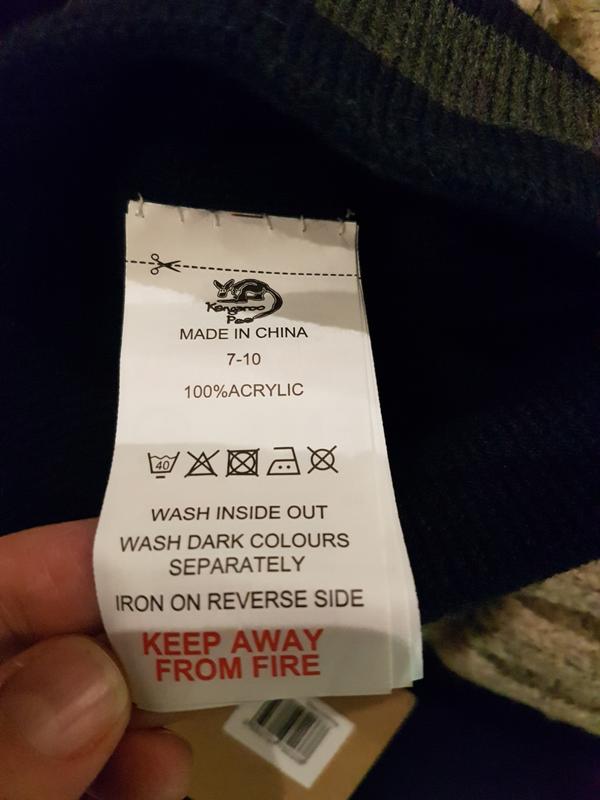 Kangaroo
Poo
MADE IN CHINA
7-10
100%ACRYLIC
40
WASH INSIDE OUT
WASH DARK COLOURS
SEPARATELY
IRON ON REVERSE SIDE
KEEP AWAY
FROM FIRE